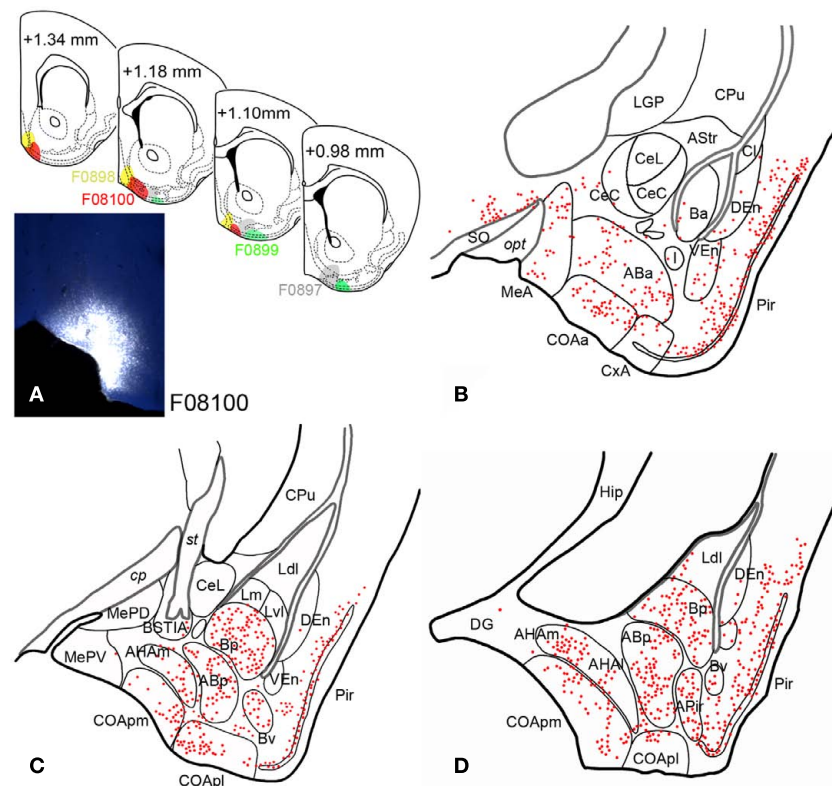 +1.34 mm
+1.18 mm
+1.10mm
+0.98 mm
F0898
F08100
F0899
F0897
A
F08100
LGP
CPu
AStr
CeL
CeC
CeC
Cl
Ba
DEn
SO
opt
I
VEn
ABa
MeA
COAa
CxA
Pir
B
CPu
st
cp
CeL
Ldl
Lm
Lvl
DEn
MePD
BSTIA
Bp
MePV
AHAm
ABp
VEn
Pir
COApm
Bv
C
COApl
Hip
Ldl
DEn
Bp
DG
AHAm
ABp
AHAl
Bv
APir
Pir
COApm
COApl
D